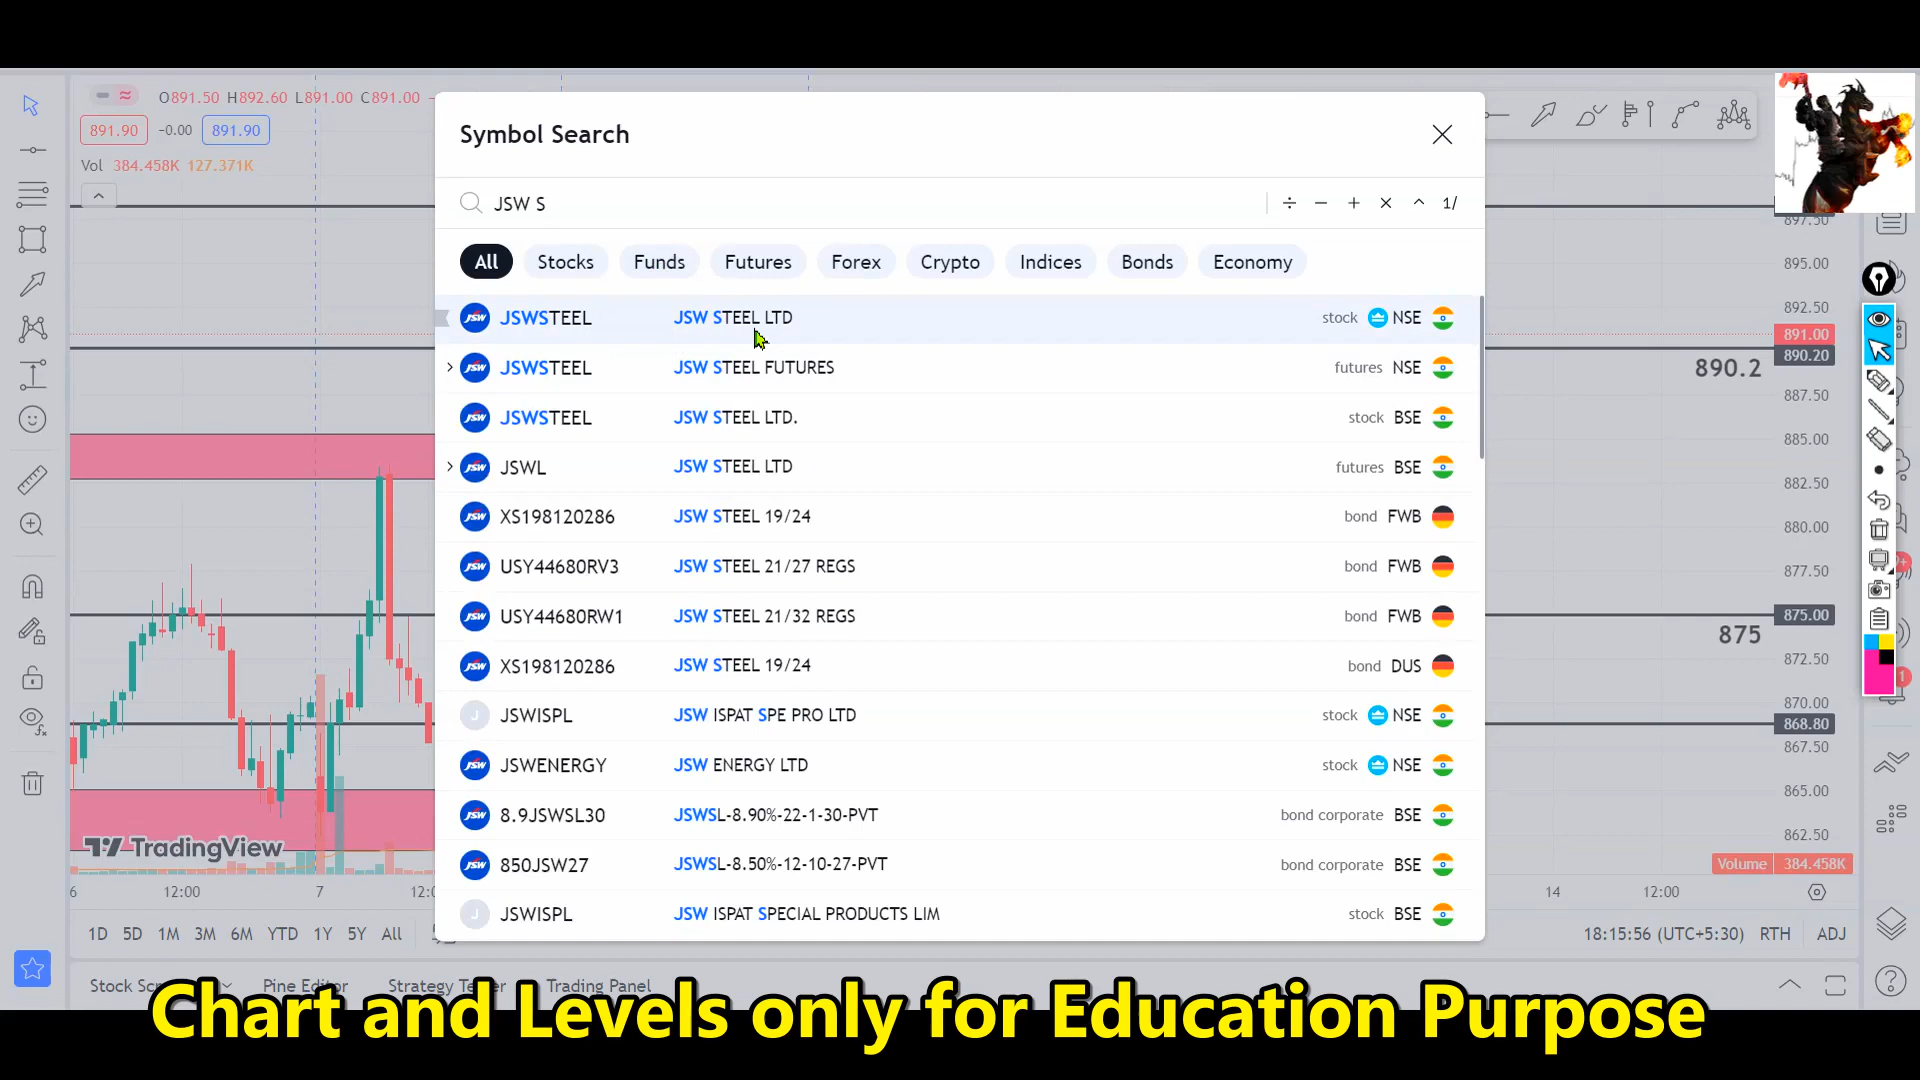 O891.50 H892.60 L891.00 C891.00
891.90 -0.00 891.90
Vol 384.458K 127.371K
Symbol Search
JSW S
1/
All Stocks Funds Futures Forex Crypto Indices Bonds Economy
JSWSTEEL JSW STEEL LTD stock NSE
JSWSTEEL JSW STEEL FUTURES futures NSE
JSWSTEEL JSW STEEL LTD. stock BSE
JSWL JSW STEEL LTD futures BSE
XS198120286 JSW STEEL 19/24 bond FWB
USY44680RV3 JSW STEEL 21/27 REGS bond FWB
USY44680RW1 JSW STEEL 21/32 REGS bond FWB
XS198120286 JSW STEEL 19/24 bond DUS
J JSWISPL JSW ISPAT SPE PRO LTD stock NSE
JSWENERGY JSW ENERGY LTD stock NSE
8.9JSWSL30 JSWSL-8.90%-22-1-30-PVT bond corporate BSE
850JSW27 JSWSL-8.50%-12-10-27-PVT bond corporate BSE
J JSWISPL JSW ISPAT SPECIAL PRODUCTS LIM stock BSE
897.50
895.00
892.50
891.00
890.20
890.2
887.50
885.00
882.50
880.00
877.50
875.00
875
872.50
870.00
868.80
867.50
865.00
862.50
Volume 384.458K
TradingView
6 12:00 7 14 12:00
1D 5D 1M 3M 6M YTD 1Y 5Y All 18:15:56 (UTC+5:30) RTH ADJ
Pine Editor Trading Panel
Chart and Levels only for Education Purpose